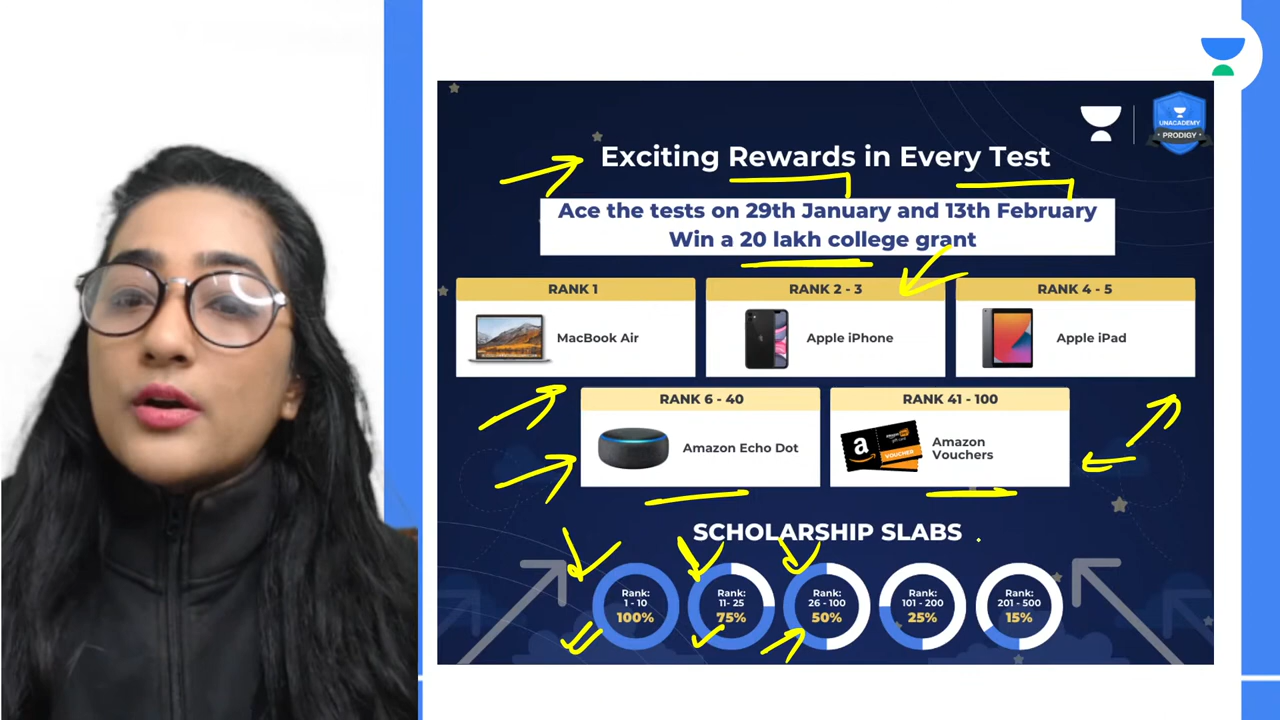 UNACADEMY
PRODIGY
Exciting Rewards in Every Test
Ace the tests on 29th January and 13th February
Win a 20 lakh college grant
RANK 1
MacBook Air
RANK 2 - 3
Apple iPhone
RANK 4 - 5
Apple iPad
RANK 6 - 40
Amazon Echo Dot
RANK 41 - 100
a
VOUCHER
Amazon
Vouchers
SCHOLARSHIP SLABS
Rank:
1 - 10
100%
Rank:
11- 25
75%
Rank:
26 - 100
50%
Rank:
101 - 200
25%
Rank:
201 - 500
15%